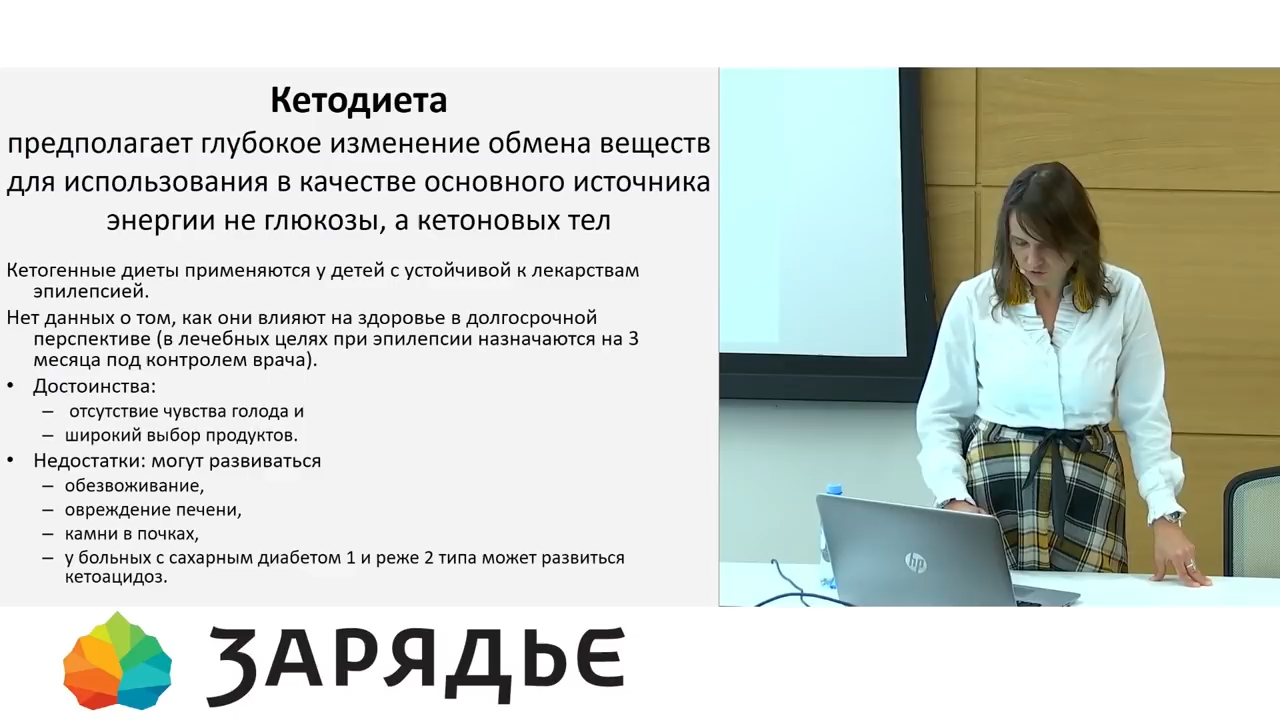 Кетодиета
предполагает глубокое изменение обмена веществ
для использования в качестве основного источника
энергии не глюкозы, а кетоновых тел
Кетогенные диеты применяются у детей с устойчивой к лекарствам
эпилепсией.
Нет данных о том, как они влияют на здоровье в долгосрочной
перспективе (в лечебных целях при эпилепсии назначаются на 3
месяца под контролем врача).
• Достоинства:
– отсутствие чувства голода и
– широкий выбор продуктов.
• Недостатки: могут развиваться
– обезвоживание,
– овреждение печени,
– камни в почках,
– у больных с сахарным диабетом 1 и реже 2 типа может развиться
кетоацидоз.
hp
ЗАРЯДЬЕ